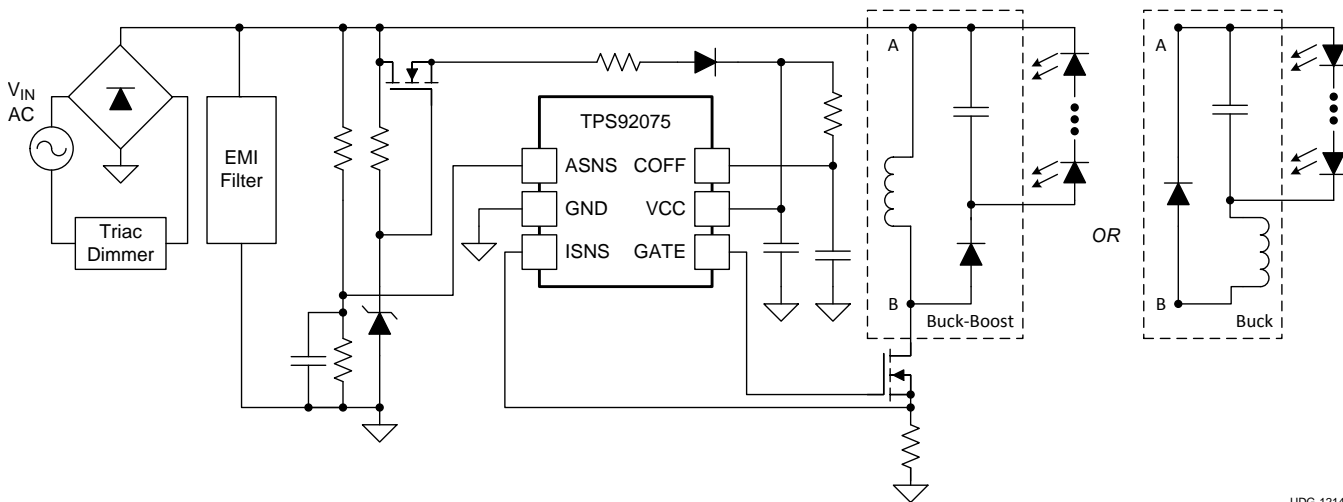 V_IN
AC
Triac
Dimmer
EMI
Filter
TPS92075
ASNS
GND
ISNS
COFF
VCC
GATE
A
B
Buck-Boost
OR
A
B
Buck